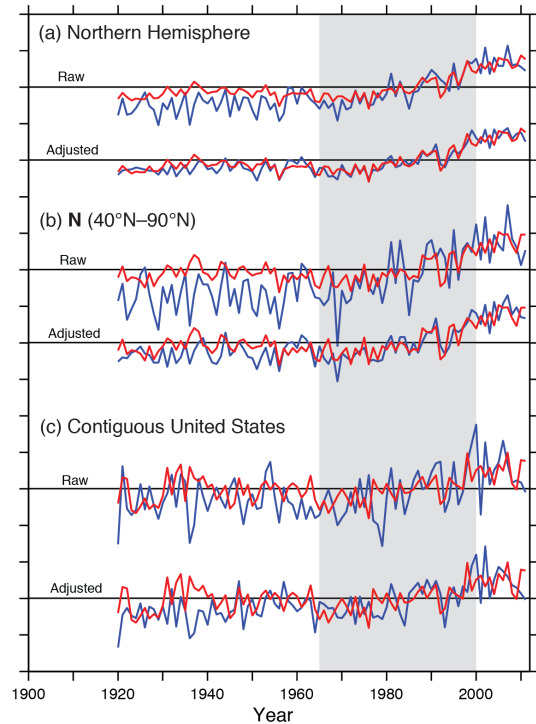 (a) Northern Hemisphere
Raw
Adjusted
(b) N (40°N–90°N)
Raw
Adjusted
(c) Contiguous United States
Raw
Adjusted
1900 1920 1940 1960 1980 2000
Year